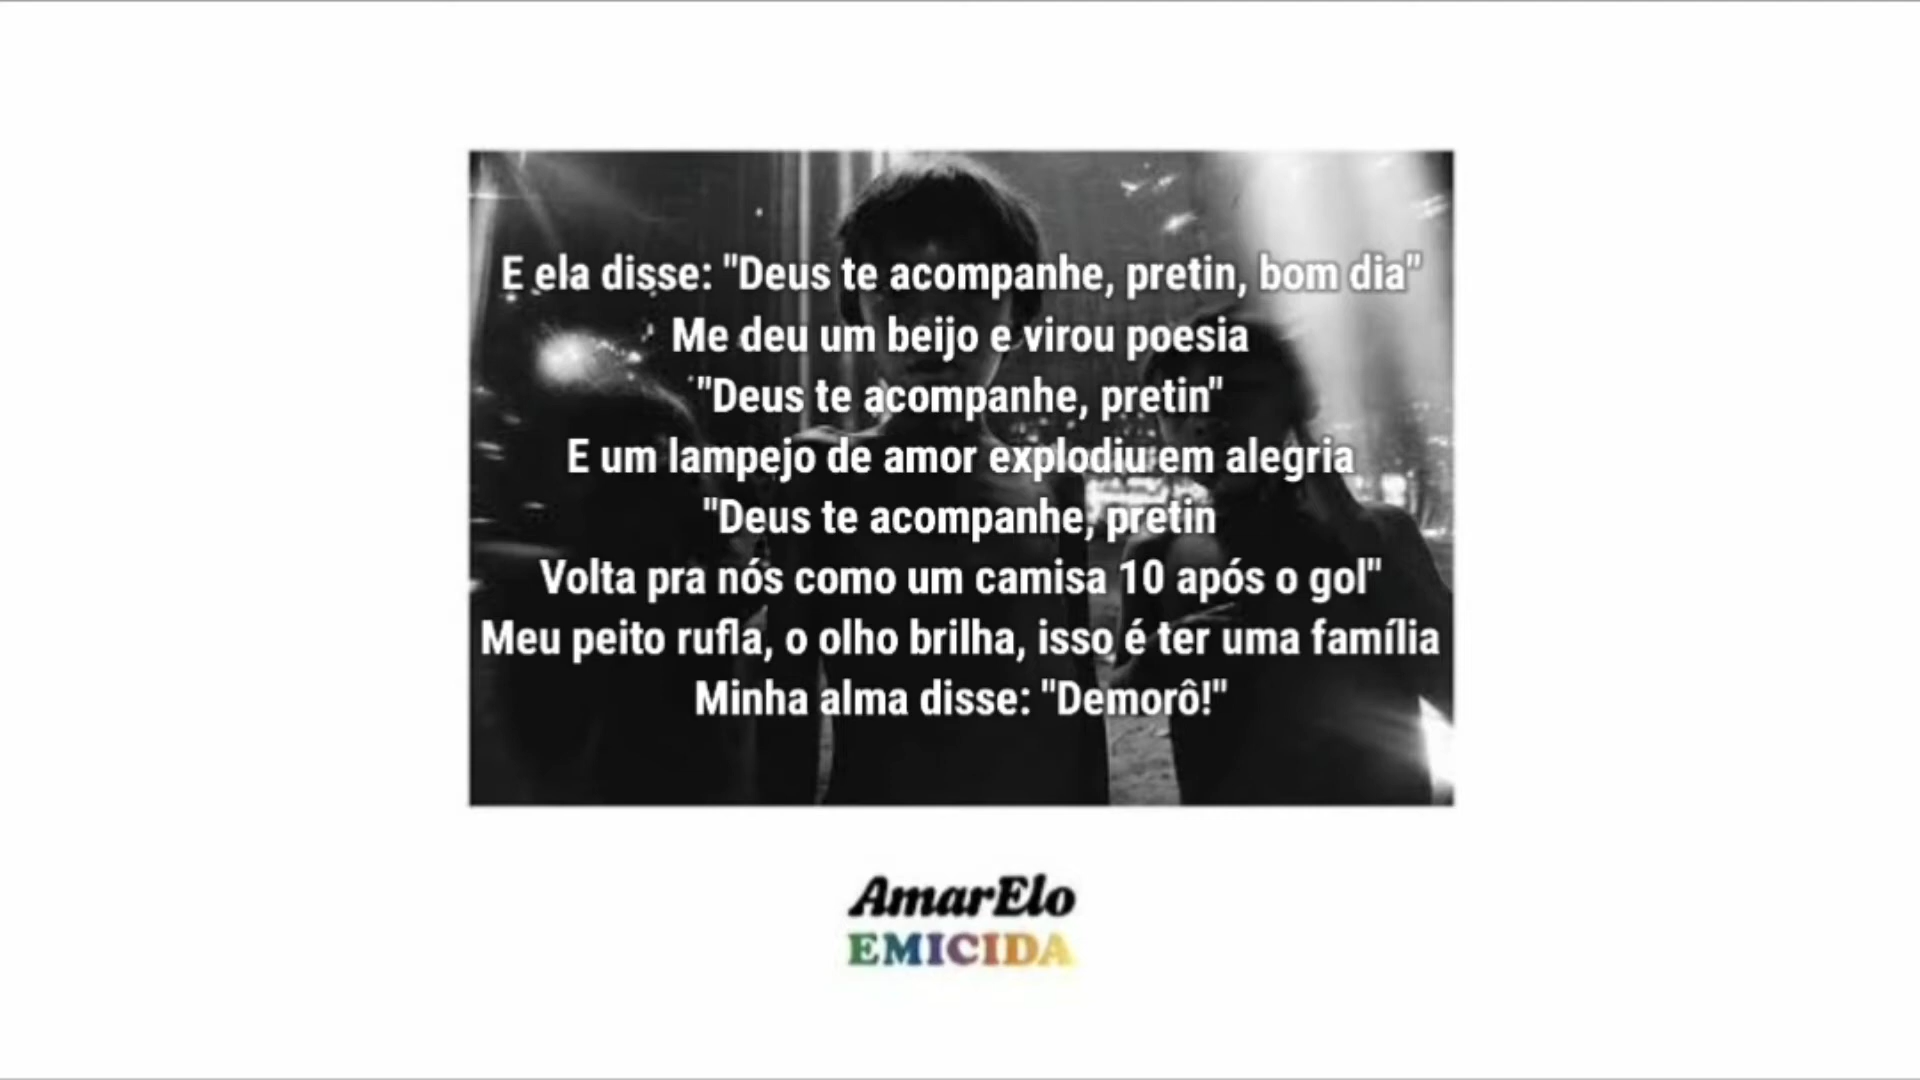 E ela disse: "Deus te acompanhe, pretin, bom dia"
Me deu um beijo e virou poesia
"Deus te acompanhe, pretin"
E um lampejo de amor explodiu em alegria
"Deus te acompanhe, pretin
Volta pra nós como um camisa 10 após o gol"
Meu peito rufla, o olho brilha, isso é ter uma família
Minha alma disse: "Demorô!"
AmarElo
EMICIDA